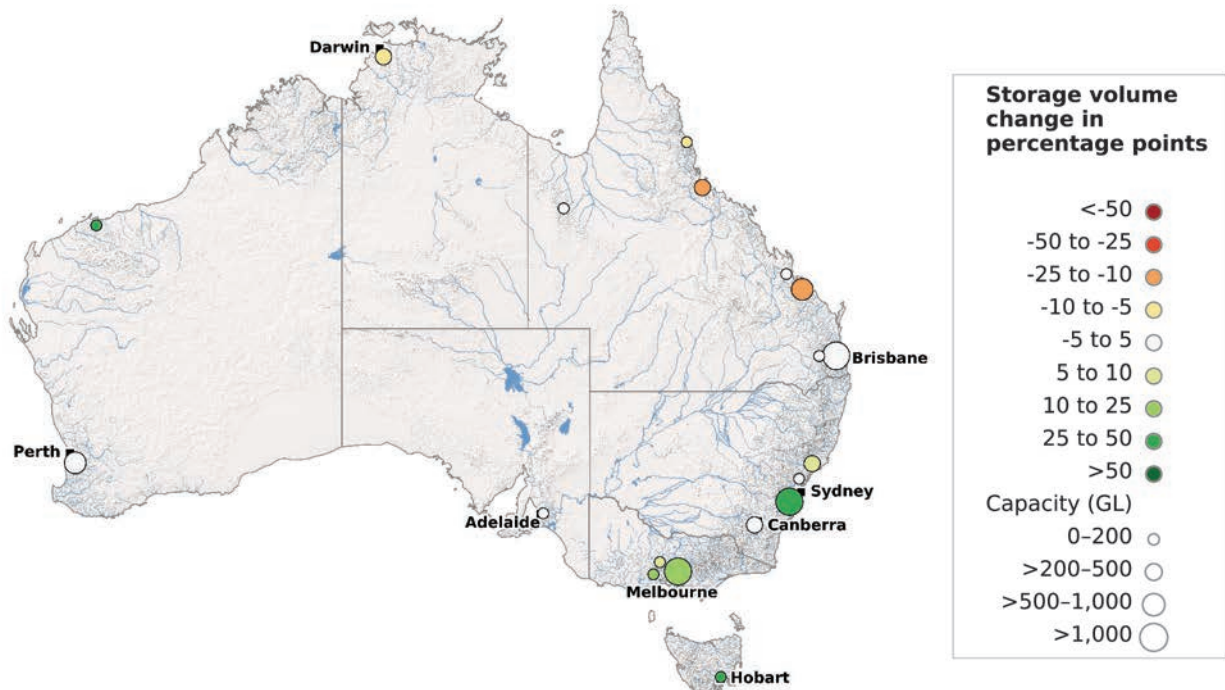 Darwin
Brisbane
Perth
Sydney
Adelaide
Canberra
Melbourne
Hobart
Storage volume
change in
percentage points
<-50
-50 to -25
-25 to -10
-10 to -5
-5 to 5
5 to 10
10 to 25
25 to 50
>50
Capacity (GL)
0–200
>200–500
>500–1,000
>1,000